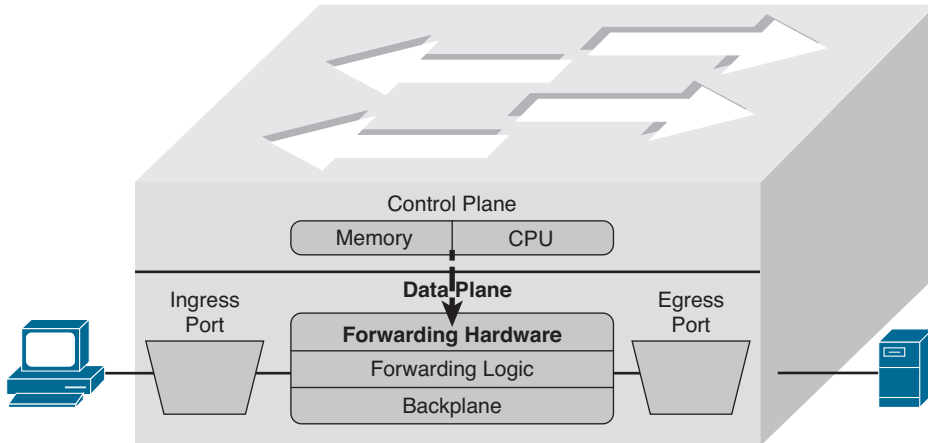 Control Plane
Memory
CPU
Data Plane
Ingress
Port
Egress
Port
Forwarding Hardware
Forwarding Logic
Backplane